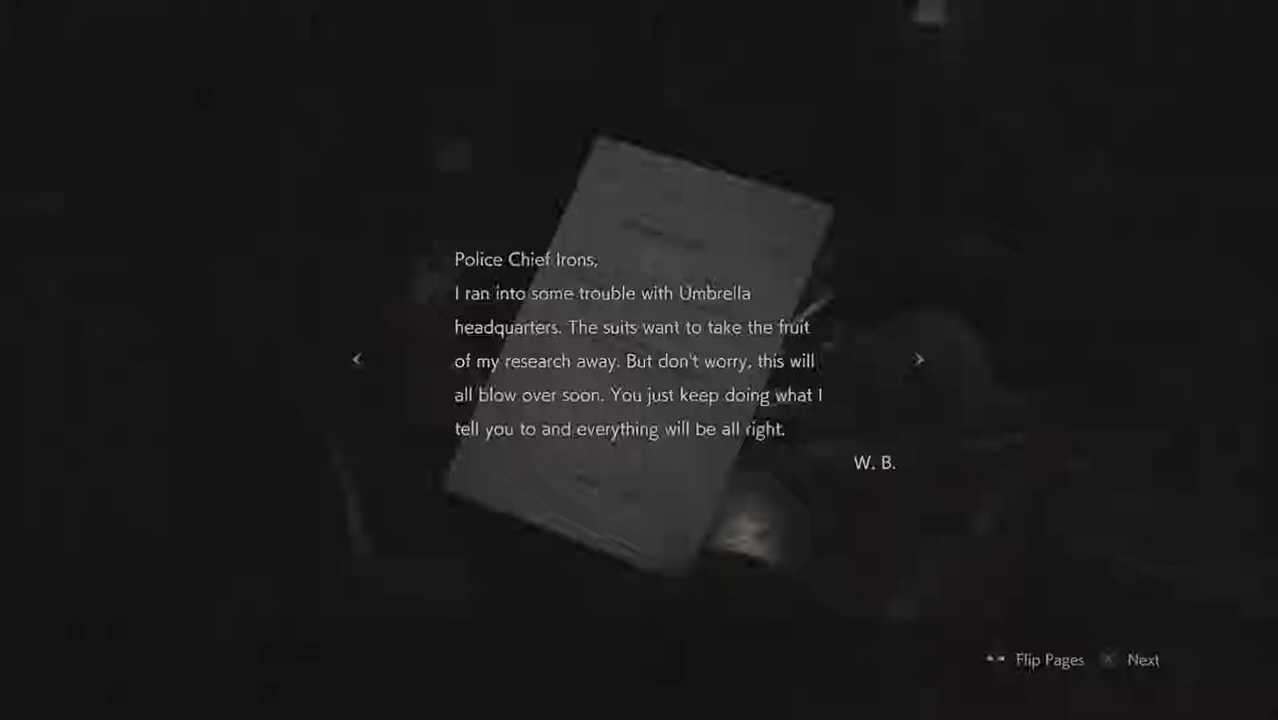 Police Chief Irons,
I ran into some trouble with Umbrella
headquarters. The suits want to take the fruit
of my research away. But don't worry, this will
all blow over soon. You just keep doing what I
tell you to and everything will be all right.
W. B.
Flip Pages
Next